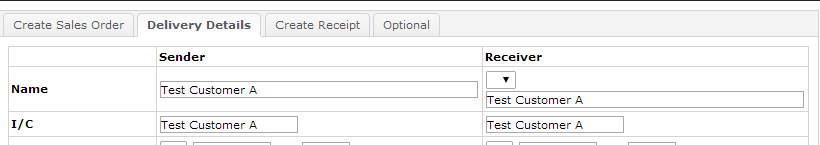 Create Sales Order Delivery Details Create Receipt Optional
Sender Receiver
Name Test Customer A
Test Customer A
I/C Test Customer A Test Customer A